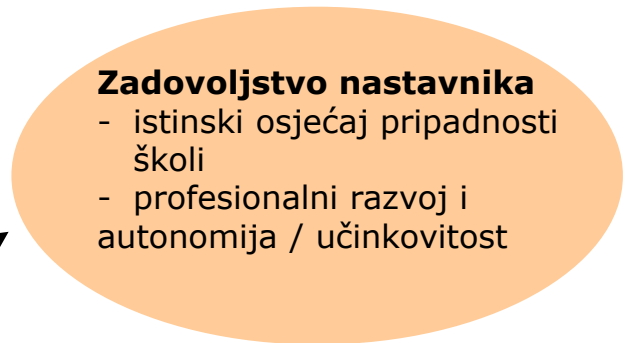 Zadovoljstvo nastavnika
- istinski osjećaj pripadnosti
školi
- profesionalni razvoj i
autonomija / učinkovitost